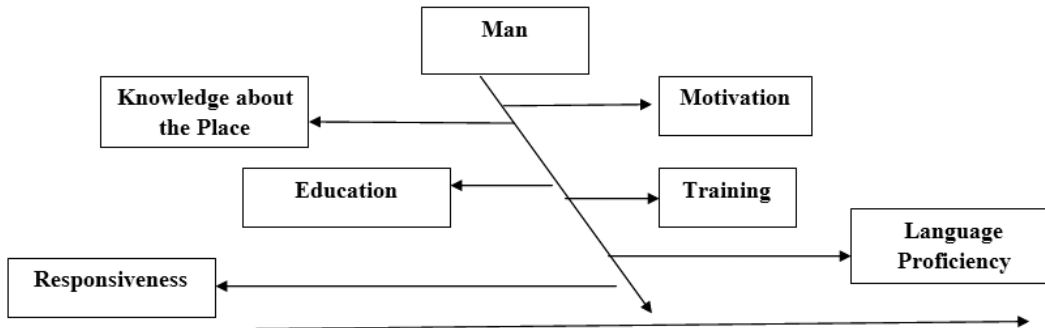 Man
Knowledge about
the Place
Motivation
Education
Training
Language
Proficiency
Responsiveness